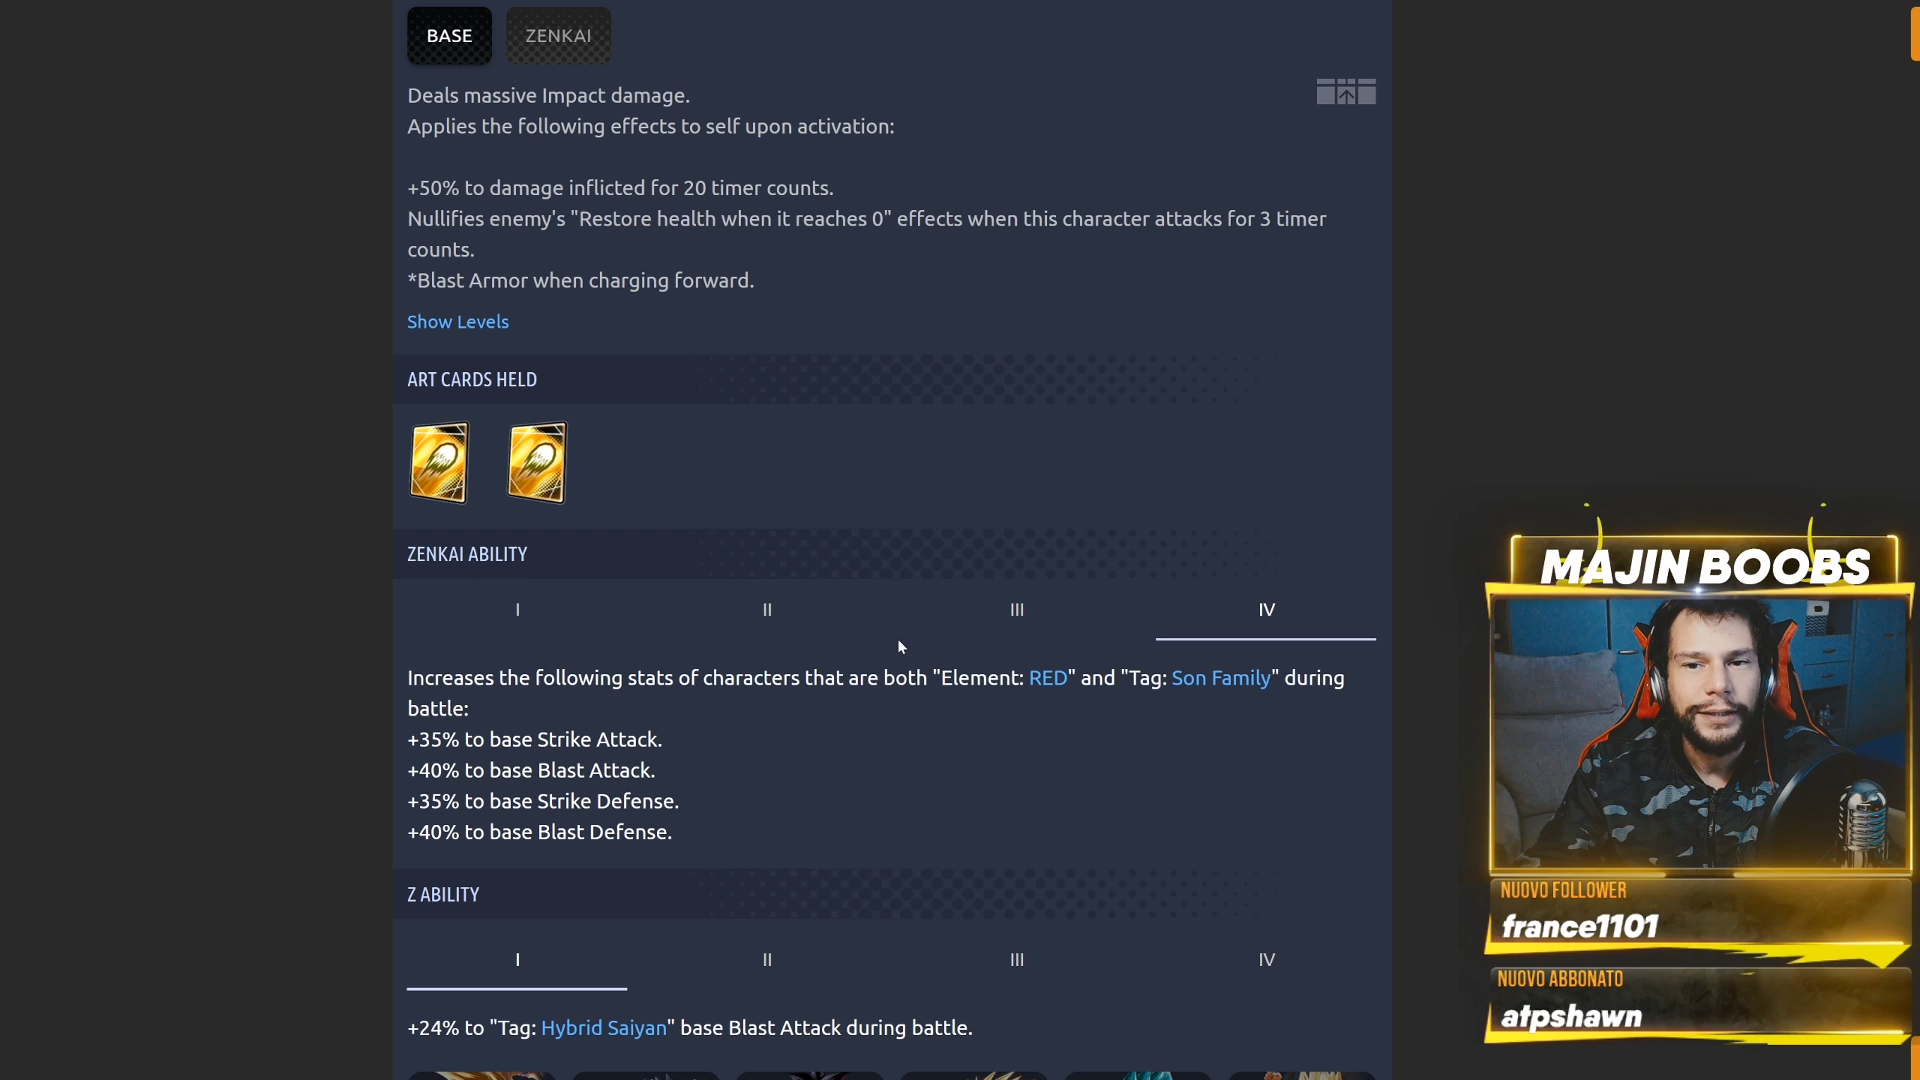 BASE
ZENKAI
Deals massive Impact damage.
Applies the following effects to self upon activation:
+50% to damage inflicted for 20 timer counts.
Nullifies enemy's "Restore health when it reaches 0" effects when this character attacks for 3 timer
counts.
*Blast Armor when charging forward.
Show Levels
ART CARDS HELD
ZENKAI ABILITY
I
II
III
IV
Increases the following stats of characters that are both "Element: RED" and "Tag: Son Family" during
battle:
+35% to base Strike Attack.
+40% to base Blast Attack.
+35% to base Strike Defense.
+40% to base Blast Defense.
Z ABILITY
I
II
III
IV
+24% to "Tag: Hybrid Saiyan" base Blast Attack during battle.
MAJIN BOOBS
NUOVO FOLLOWER
france1101
NUOVO ABBONATO
atpshawn